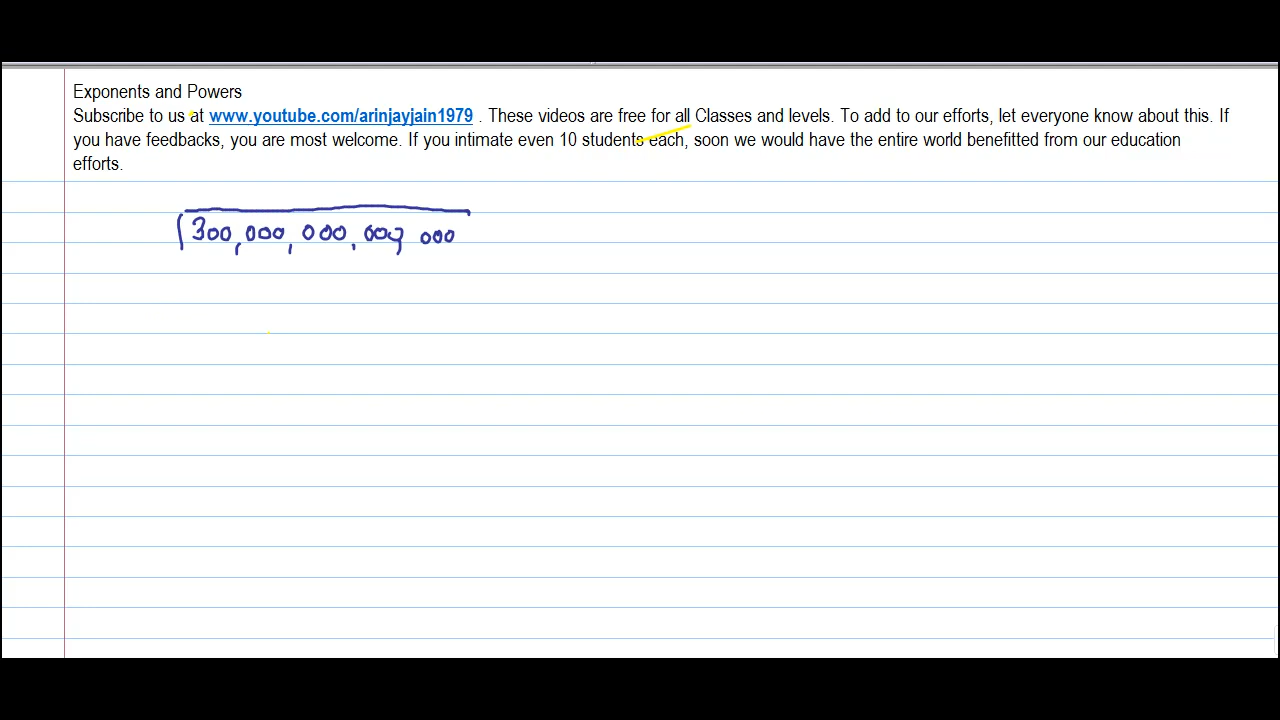 Exponents and Powers
Subscribe to us at www.youtube.com/arinjayjain1979 . These videos are free for all Classes and levels. To add to our efforts, let everyone know about this. If
you have feedbacks, you are most welcome. If you intimate even 10 students each, soon we would have the entire world benefitted from our education
efforts.
300,000,000,000,000